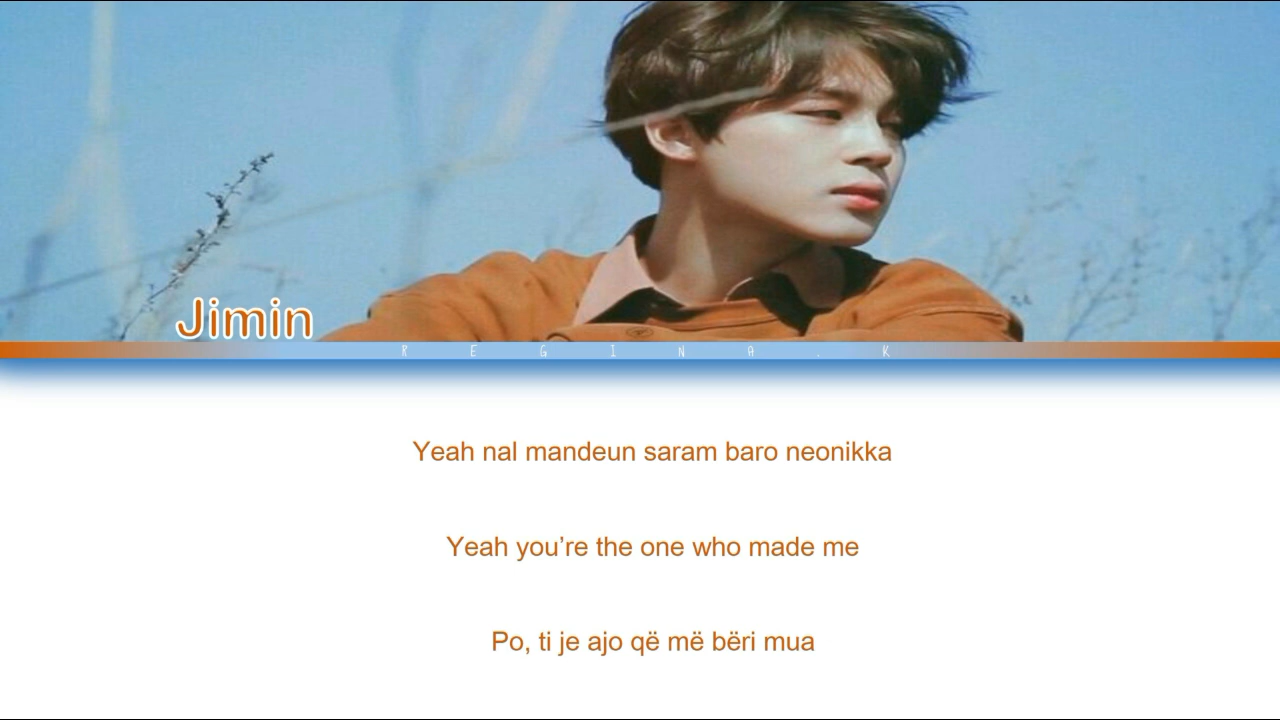 Jimin
R E G I N A . K
Yeah nal mandeun saram baro neonikka
Yeah you’re the one who made me
Po, ti je ajo që më bëri mua